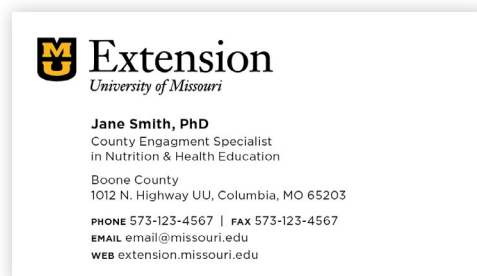 MU
Extension
University of Missouri
Jane Smith, PhD
County Engagment Specialist
in Nutrition & Health Education
Boone County
1012 N. Highway UU, Columbia, MO 65203
PHONE 573-123-4567 | FAX 573-123-4567
EMAIL email@missouri.edu
WEB extension.missouri.edu